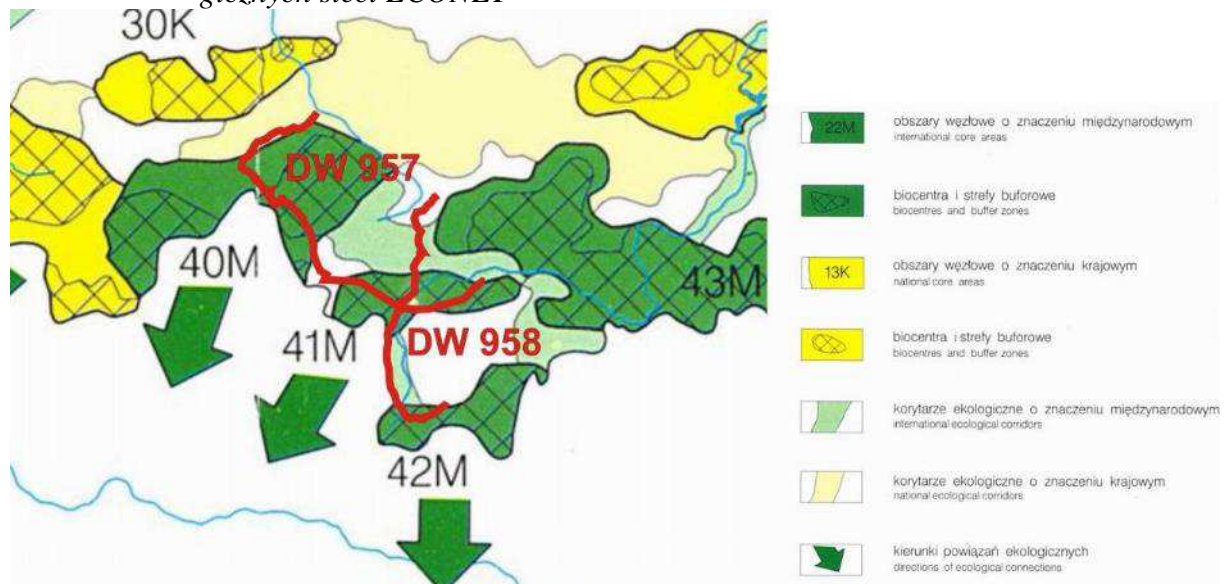 gicznych sieci ECONET
30K
DW 957
40M
43M
41M
DW 958
42M
22M
obszary węzłowe o znaczeniu międzynarodowym
international core areas
biocentra i strefy buforowe
biocentres and buffer zones
13K
obszary węzłowe o znaczeniu krajowym
national core areas
biocentra i strefy buforowe
biocentres and buffer zones
korytarze ekologiczne o znaczeniu międzynarodowym
international ecological corridors
korytarze ekologiczne o znaczeniu krajowym
national ecological corridors
kierunki powiązań ekologicznych
directions of ecological connections